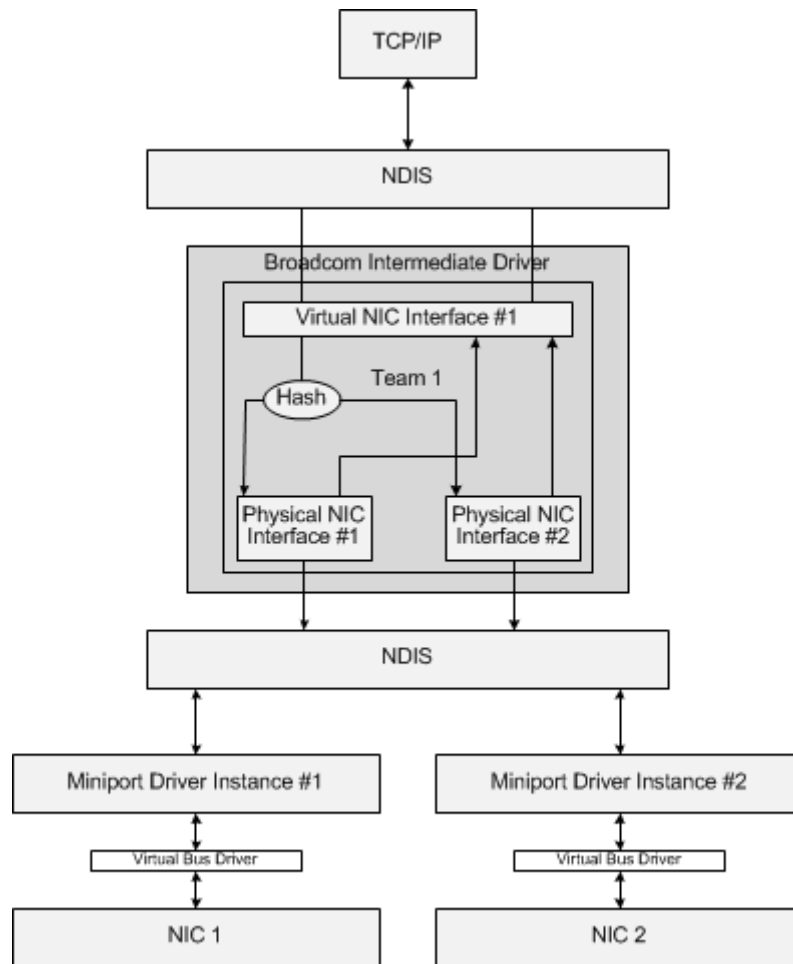 TCP/IP
NDIS
Broadcom Intermediate Driver
Virtual NIC Interface #1
Team 1
Hash
Physical NIC
Interface #1
Physical NIC
Interface #2
NDIS
Miniport Driver Instance #1
Miniport Driver Instance #2
Virtual Bus Driver
Virtual Bus Driver
NIC 1
NIC 2